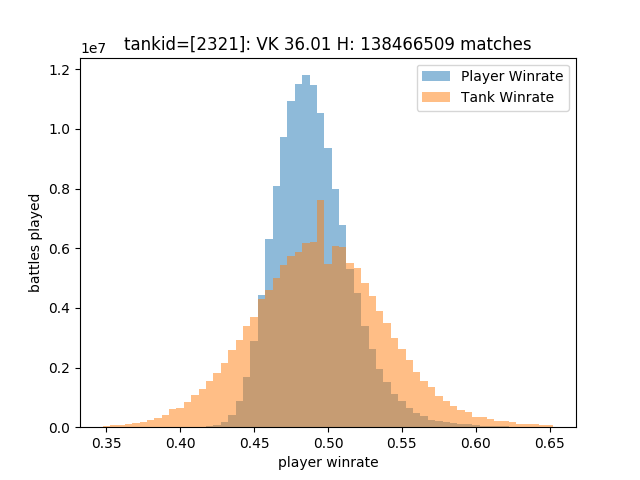 tankid=[2321]: VK 36.01 H: 138466509 matches
1e7
Player Winrate
Tank Winrate
1.2
1.0
0.8
0.6
0.4
0.2
0.0
battles played
0.35 0.40 0.45 0.50 0.55 0.60 0.65
player winrate